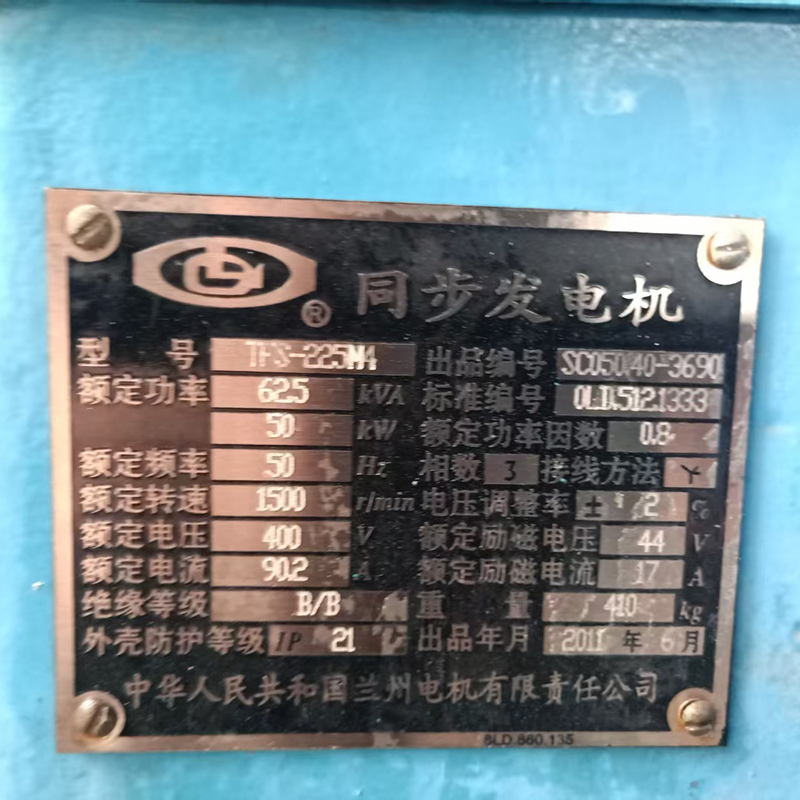 ® 同步发电机
型 号 TFS-225M4 出品编号 SC050140-3690
额定功率 62.5 kVA 标准编号 0LD.512.1333
50 kW 额定功率因数 0.8
额定频率 50 Hz 相数 3 接线方法 Y
额定转速 1500 r/min 电压调整率 ± 2 %
额定电压 400 V 额定励磁电压 44 V
额定电流 90.2 A 额定励磁电流 17 A
绝缘等级 B/B 重 量 410 kg
外壳防护等级 IP 21 出品年月 2011 年 6 月
中华人民共和国兰州电机有限责任公司
8LD.860.135